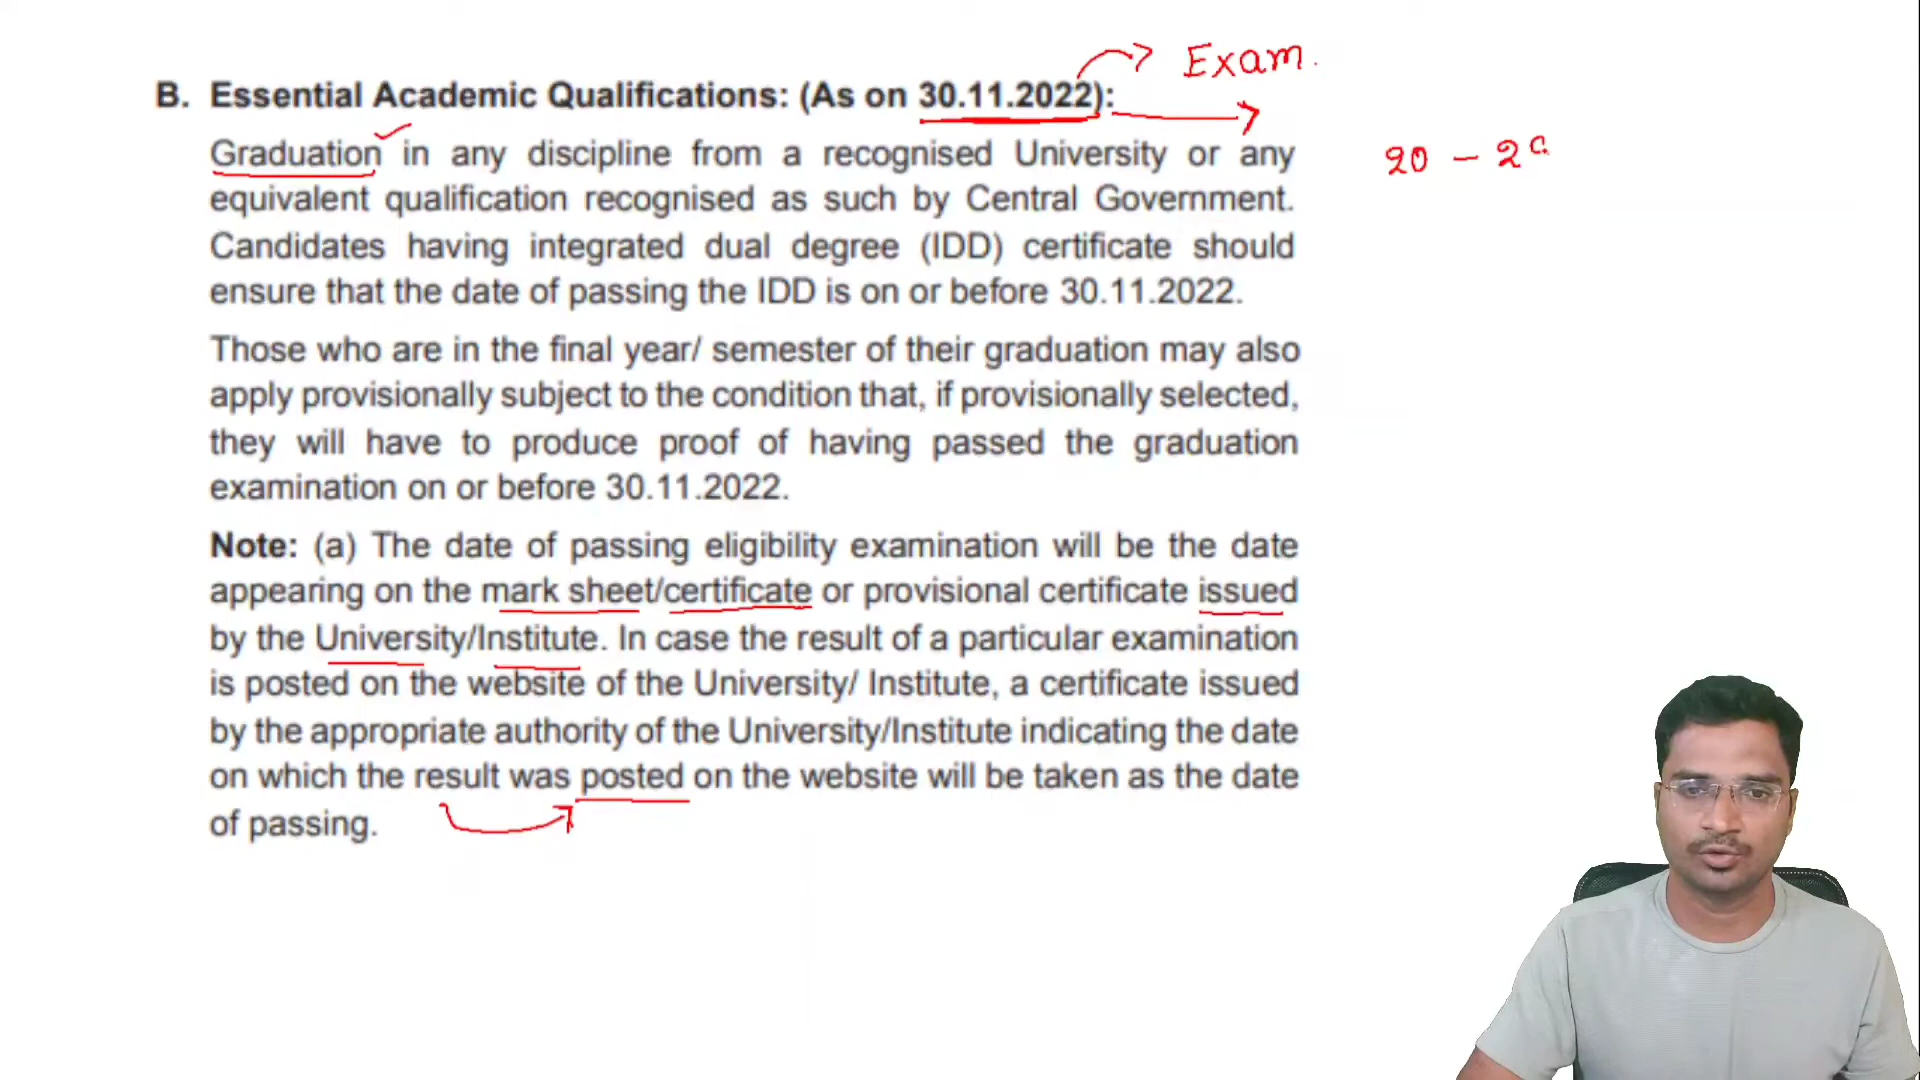 Exam.
B. Essential Academic Qualifications: (As on 30.11.2022):
Graduation in any discipline from a recognised University or any
20 - 2
equivalent qualification recognised as such by Central Government.
Candidates having integrated dual degree (IDD) certificate should
ensure that the date of passing the IDD is on or before 30.11.2022.
Those who are in the final year/ semester of their graduation may also
apply provisionally subject to the condition that, if provisionally selected,
they will have to produce proof of having passed the graduation
examination on or before 30.11.2022.
Note: (a) The date of passing eligibility examination will be the date
appearing on the mark sheet/certificate or provisional certificate issued
by the University/Institute. In case the result of a particular examination
is posted on the website of the University/ Institute, a certificate issued
by the appropriate authority of the University/Institute indicating the date
on which the result was posted on the website will be taken as the date
of passing.